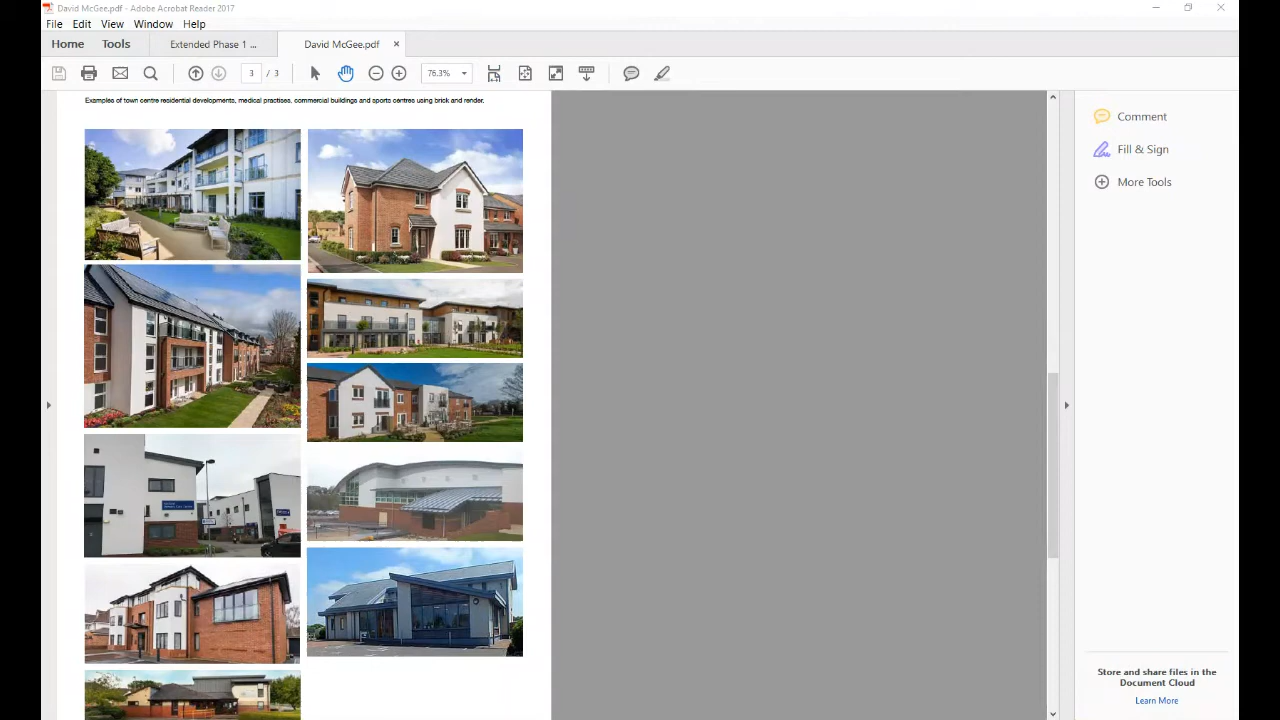 David McGee.pdf - Adobe Acrobat Reader 2017
File Edit View Window Help
Home Tools Extended Phase 1 ... David McGee.pdf ×
3 / 3 76.3%
Examples of town centre residential developments, medical practises, commercial buildings and sports centres using brick and render.
Comment
Fill & Sign
More Tools
Store and share files in the
Document Cloud
Learn More